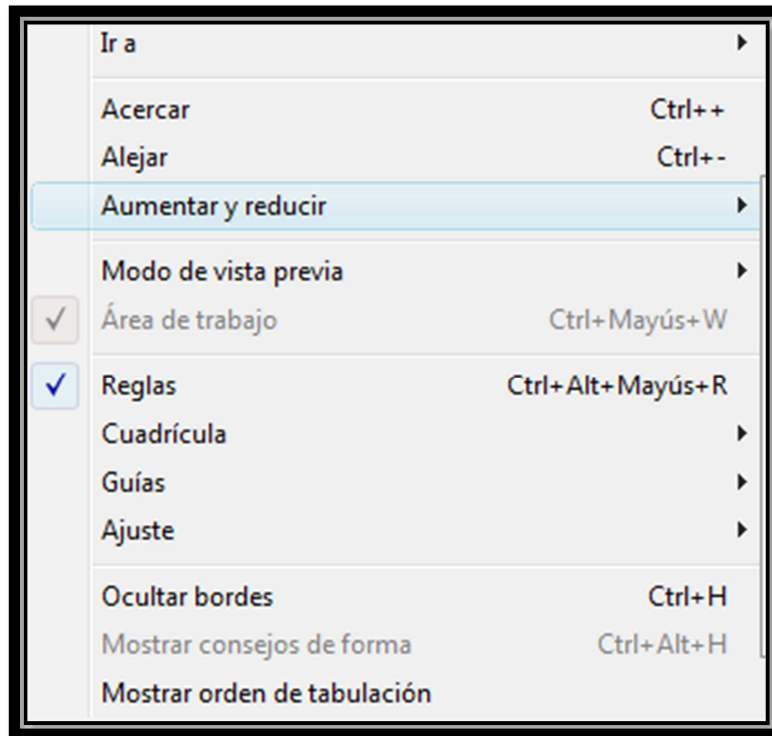 Ir a
Acercar Ctrl++
Alejar Ctrl+-
Aumentar y reducir
Modo de vista previa
Área de trabajo Ctrl+Mayús+W
Reglas Ctrl+Alt+Mayús+R
Cuadrícula
Guías
Ajuste
Ocultar bordes Ctrl+H
Mostrar consejos de forma Ctrl+Alt+H
Mostrar orden de tabulación